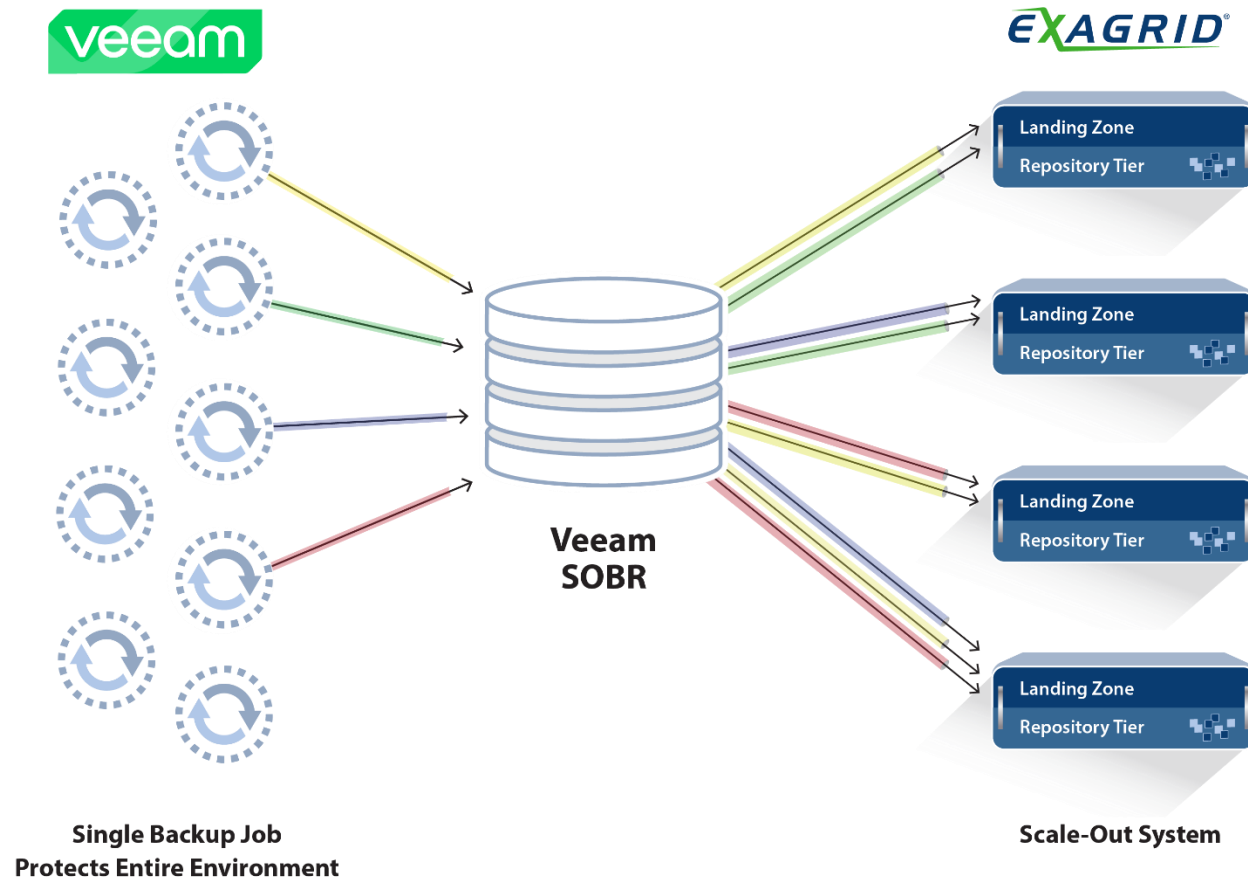 veeam
EXAGRID®
Landing Zone
Repository Tier
Landing Zone
Repository Tier
Landing Zone
Repository Tier
Landing Zone
Repository Tier
Veeam
SOBR
Single Backup Job
Protects Entire Environment
Scale-Out System